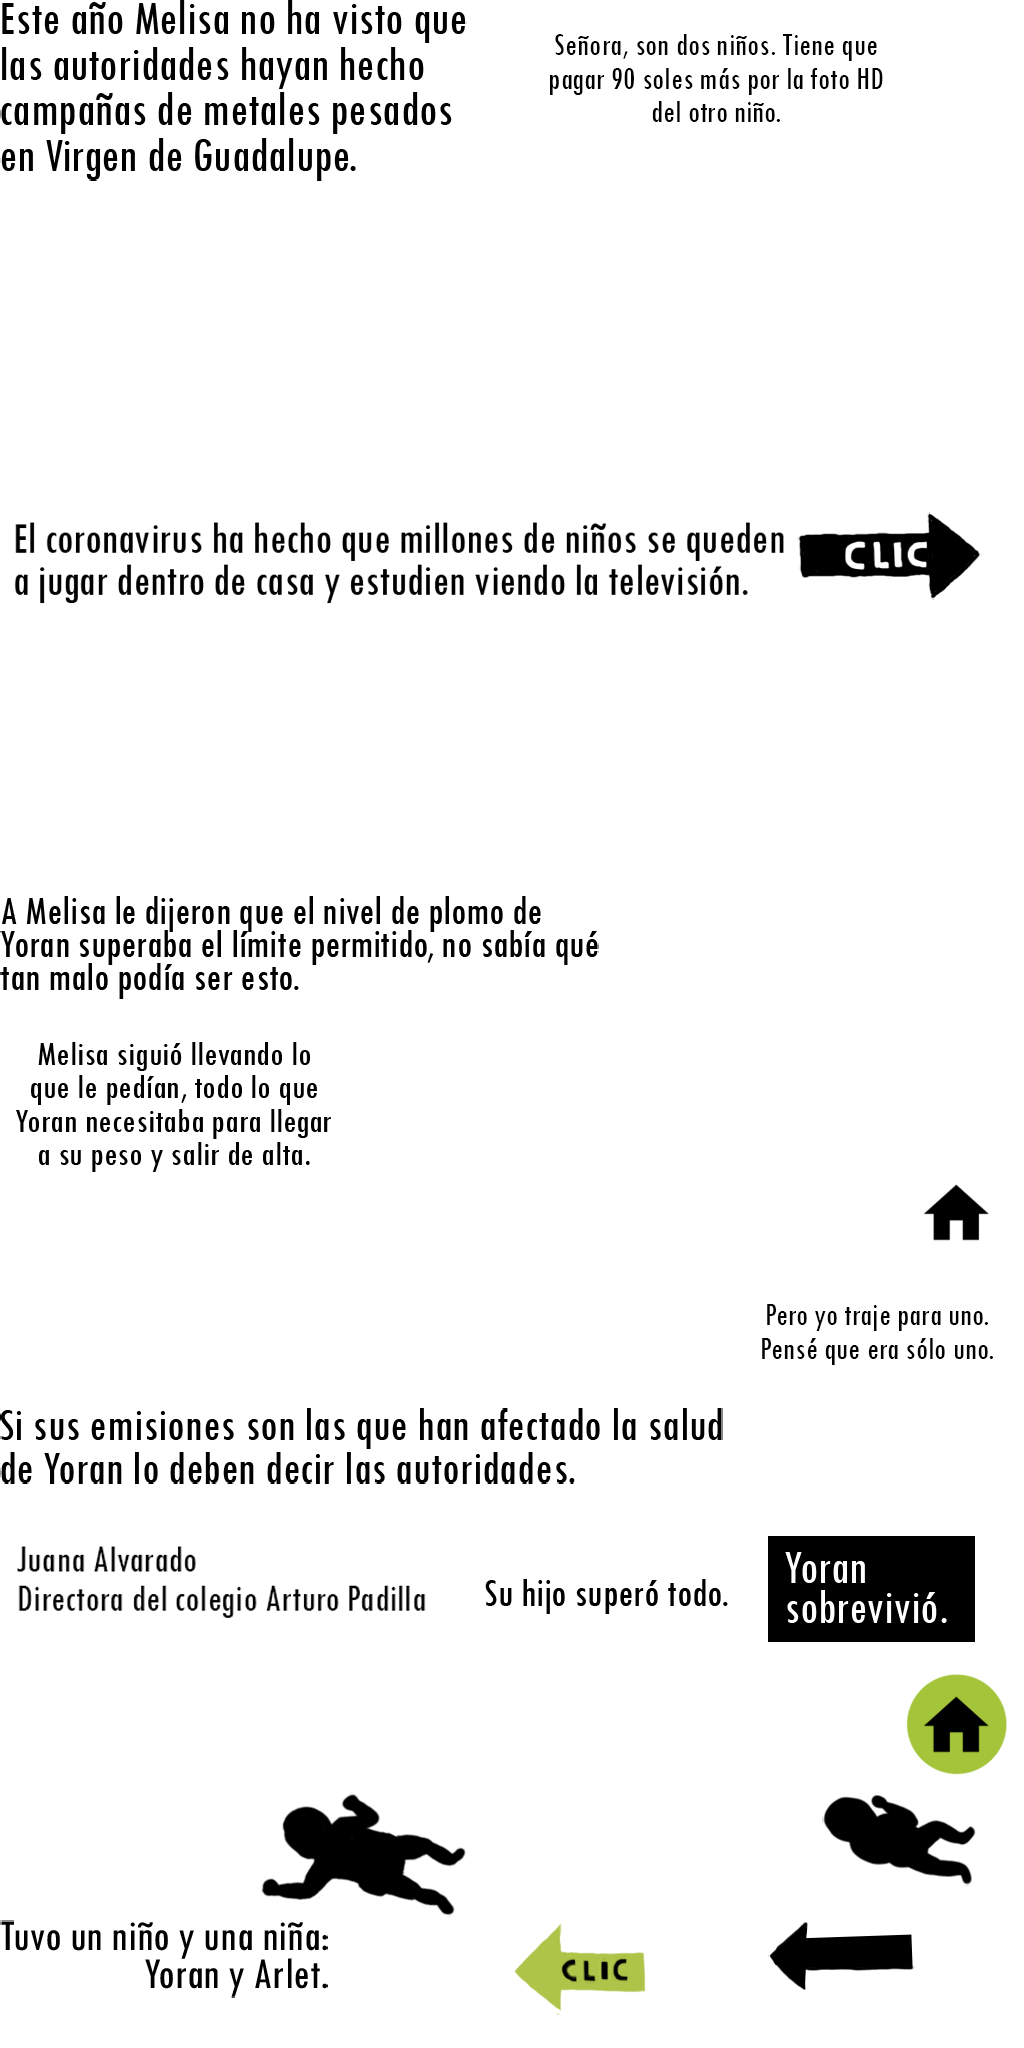 Este año Melisa no ha visto que
las autoridades hayan hecho
campañas de metales pesados
en Virgen de Guadalupe.
Señora, son dos niños. Tiene que
pagar 90 soles más por la foto HD
del otro niño.
El coronavirus ha hecho que millones de niños se queden
a jugar dentro de casa y estudien viendo la televisión.
CLIC
A Melisa le dijeron que el nivel de plomo de
Yoran superaba el límite permitido, no sabía qué
tan malo podía ser esto.
Melisa siguió llevando lo
que le pedían, todo lo que
Yoran necesitaba para llegar
a su peso y salir de alta.
Pero yo traje para uno.
Pensé que era sólo uno.
Si sus emisiones son las que han afectado la salud
de Yoran lo deben decir las autoridades.
Juana Alvarado
Directora del colegio Arturo Padilla
Su hijo superó todo.
Yoran
sobrevivió.
Tuvo un niño y una niña:
Yoran y Arlet.
CLIC